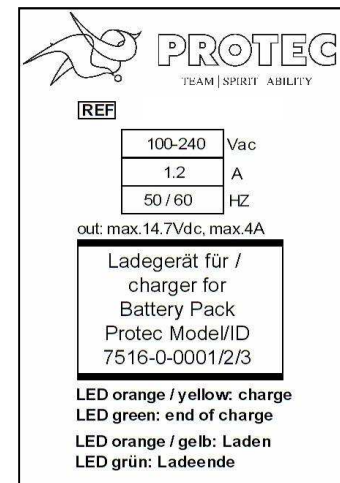 PROTEC
TEAM | SPIRIT ABILITY
REF
100-240 Vac
1.2 A
50 / 60 HZ
out: max.14.7Vdc, max.4A
Ladegerät für /
charger for
Battery Pack
Protec Model/ID
7516-0-0001/2/3
LED orange / yellow: charge
LED green: end of charge
LED orange / gelb: Laden
LED grün: Ladeende